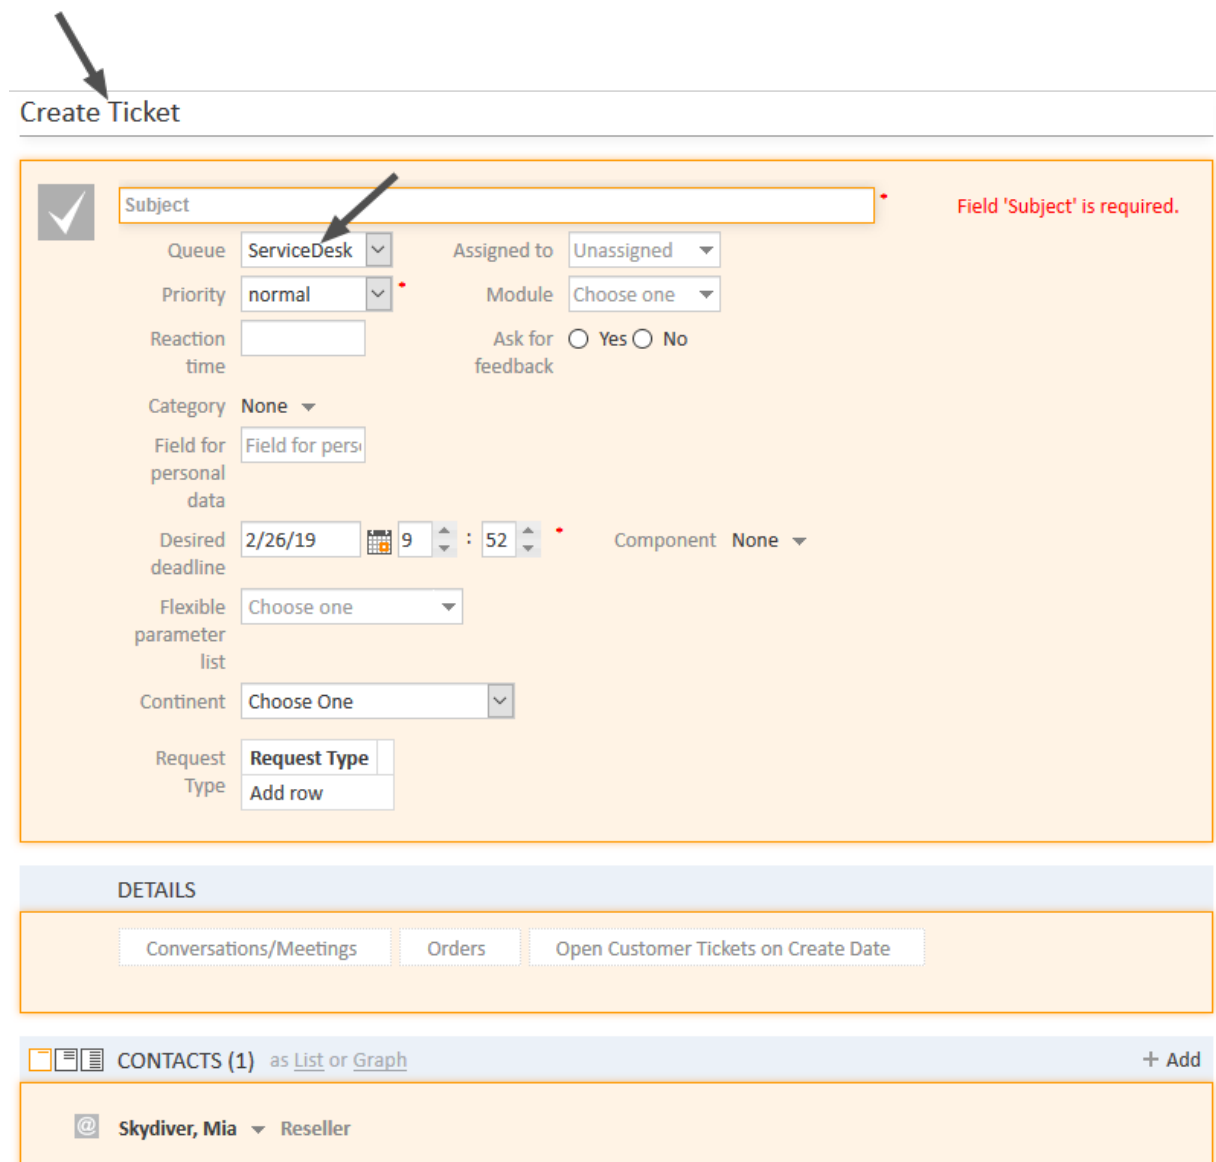 Create Ticket
Subject * Field 'Subject' is required.
Queue ServiceDesk Assigned to Unassigned
Priority normal * Module Choose one
Reaction time Ask for feedback Yes No
Category None
Field for personal data Field for pers
Desired deadline 2/26/19 9 : 52 * Component None
Flexible parameter list Choose one
Continent Choose One
Request Type Request Type
Add row
DETAILS
Conversations/Meetings Orders Open Customer Tickets on Create Date
CONTACTS (1) as List or Graph + Add
@ Skydiver, Mia Reseller